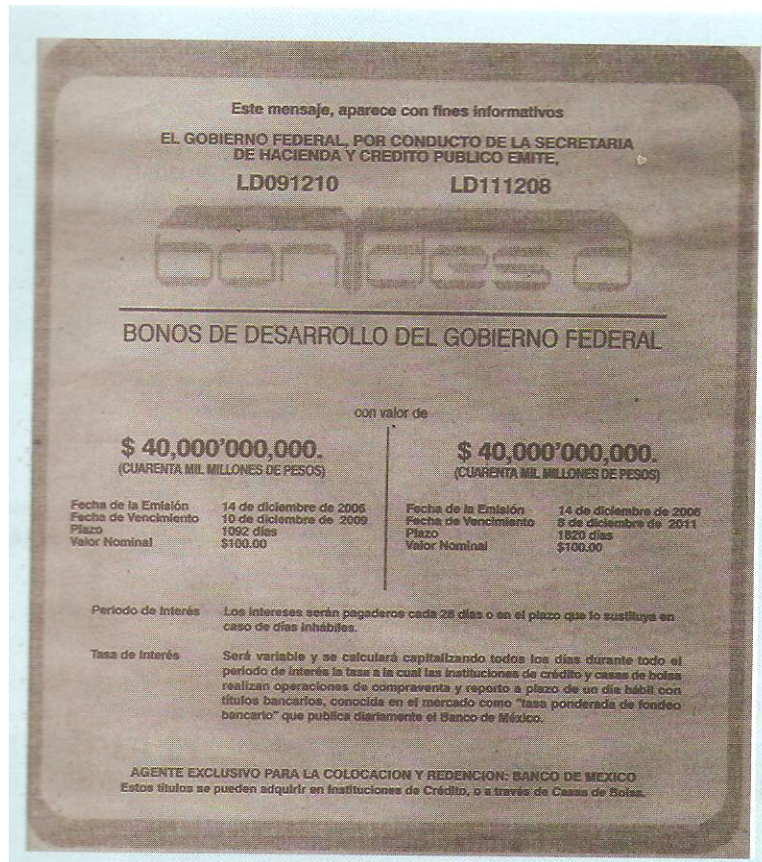 Este mensaje, aparece con fines informativos
EL GOBIERNO FEDERAL, POR CONDUCTO DE LA SECRETARIA
DE HACIENDA Y CREDITO PUBLICO EMITE,
LD091210 LD111208
bondes d
BONOS DE DESARROLLO DEL GOBIERNO FEDERAL
con valor de
$ 40,000'000,000.
(CUARENTA MIL MILLONES DE PESOS)
Fecha de la Emisión 14 de diciembre de 2006
Fecha de Vencimiento 10 de diciembre de 2009
Plazo 1092 días
Valor Nominal $100.00
$ 40,000'000,000.
(CUARENTA MIL MILLONES DE PESOS)
Fecha de la Emisión 14 de diciembre de 2006
Fecha de Vencimiento 8 de diciembre de 2011
Plazo 1820 días
Valor Nominal $100.00
Periodo de Interés Los intereses serán pagaderos cada 28 días o en el plazo que lo sustituya en
caso de días inhábiles.
Tasa de Interés Será variable y se calculará capitalizando todos los días durante todo el
periodo de interés la tasa a la cual las instituciones de crédito y casas de bolsa
realizan operaciones de compraventa y reporto a plazo de un día hábil con
títulos bancarios, conocida en el mercado como "tasa ponderada de fondeo
bancario" que publica diariamente el Banco de México.
AGENTE EXCLUSIVO PARA LA COLOCACION Y REDENCION: BANCO DE MEXICO
Estos títulos se pueden adquirir en Instituciones de Crédito, o a través de Casas de Bolsa.